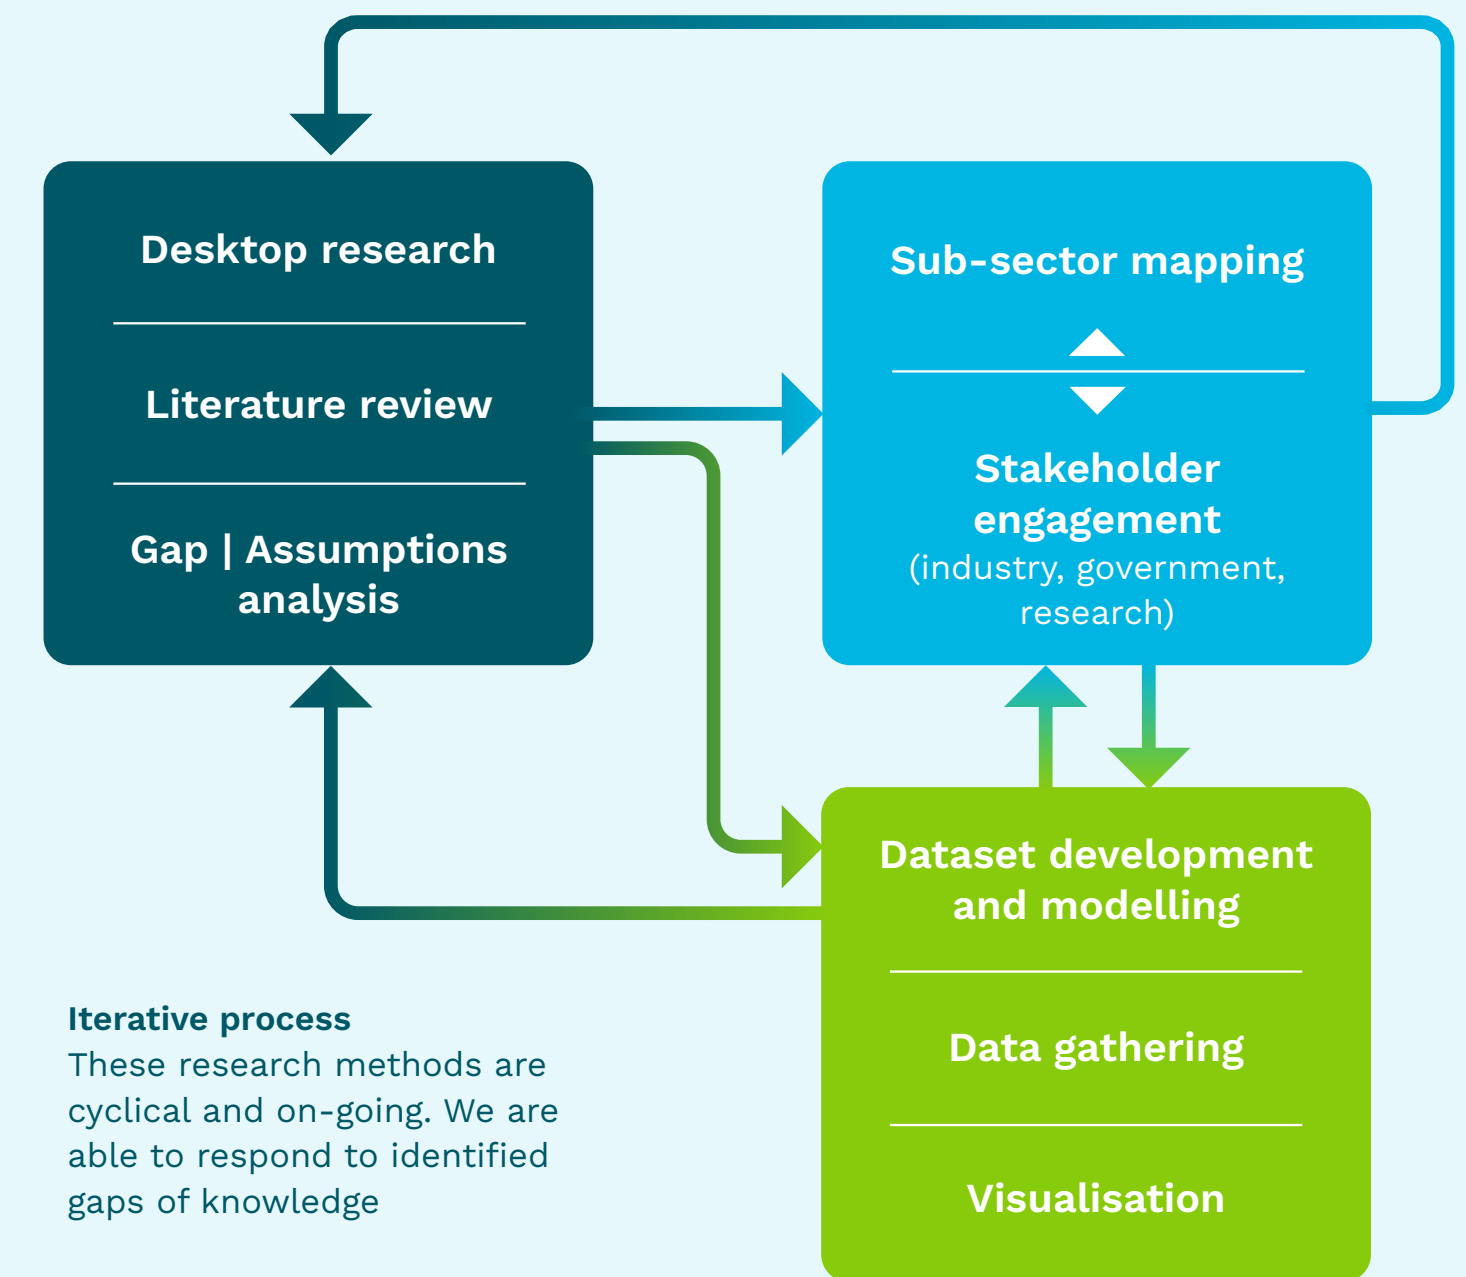 Desktop research
Literature review
Gap | Assumptions
analysis
Sub-sector mapping
Stakeholder
engagement
(industry, government,
research)
Dataset development
and modelling
Data gathering
Visualisation
Iterative process
These research methods are
cyclical and on-going. We are
able to respond to identified
gaps of knowledge